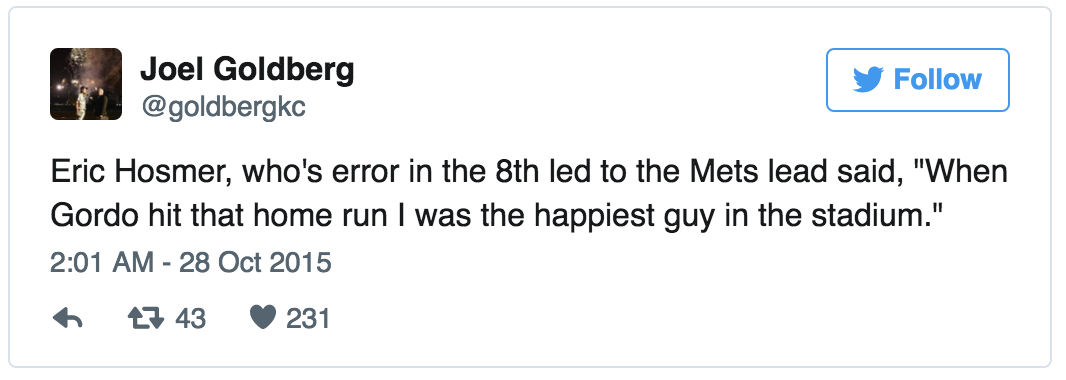 Joel Goldberg
@goldbergkc
Follow
Eric Hosmer, who's error in the 8th led to the Mets lead said, "When
Gordo hit that home run I was the happiest guy in the stadium."
2:01 AM - 28 Oct 2015
43 231